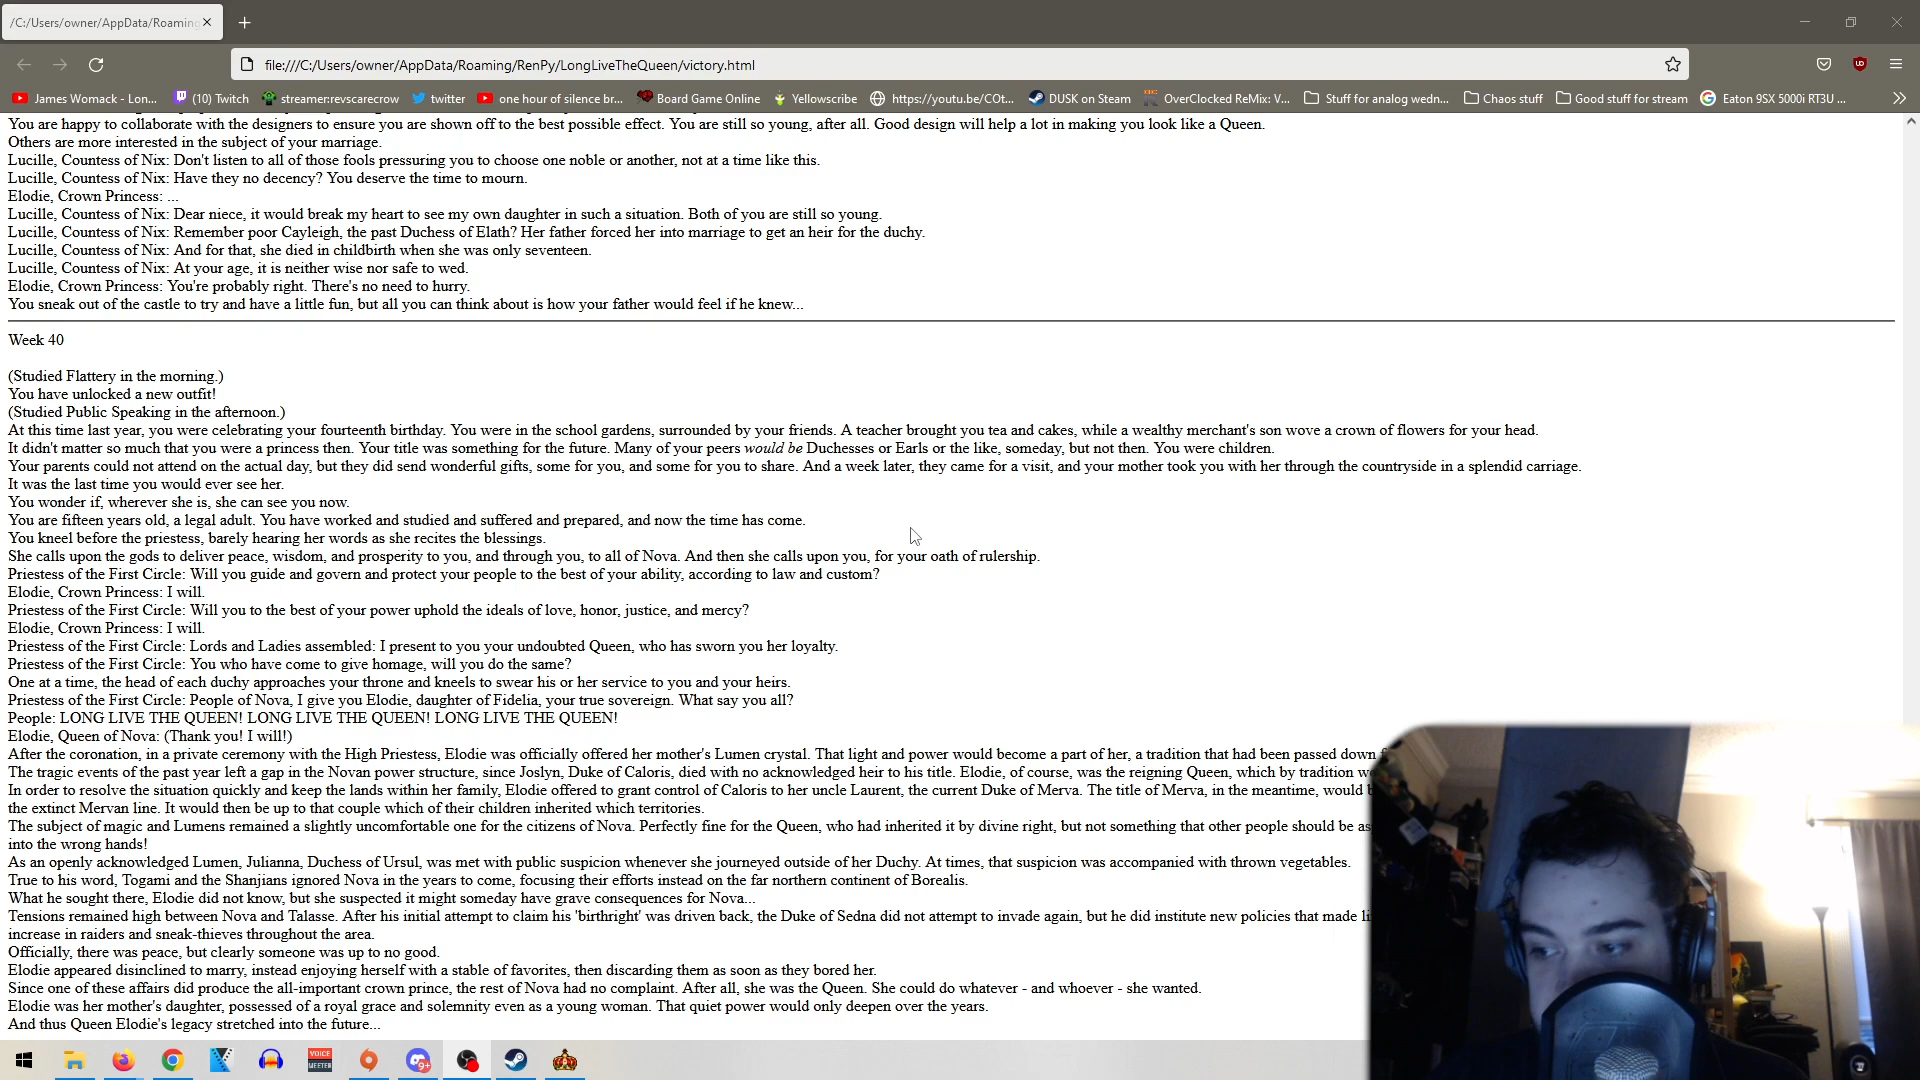 /C:/Users/owner/AppData/Roaming
file:///C:/Users/owner/AppData/Roaming/RenPy/LongLiveTheQueen/victory.html
James Womack - Lon...
(10) Twitch
streamer:revscarecrow
twitter
one hour of silence br...
Board Game Online
Yellowscribe
https://youtu.be/COt...
DUSK on Steam
OverClocked ReMix: V...
Stuff for analog wedn...
Chaos stuff
Good stuff for stream
Eaton 9SX 5000i RT3U ...
You are happy to collaborate with the designers to ensure you are shown off to the best possible effect. You are still so young, after all. Good design will help a lot in making you look like a Queen.
Others are more interested in the subject of your marriage.
Lucille, Countess of Nix: Don't listen to all of those fools pressuring you to choose one noble or another, not at a time like this.
Lucille, Countess of Nix: Have they no decency? You deserve the time to mourn.
Elodie, Crown Princess: ...
Lucille, Countess of Nix: Dear niece, it would break my heart to see my own daughter in such a situation. Both of you are still so young.
Lucille, Countess of Nix: Remember poor Cayleigh, the past Duchess of Elath? Her father forced her into marriage to get an heir for the duchy.
Lucille, Countess of Nix: And for that, she died in childbirth when she was only seventeen.
Lucille, Countess of Nix: At your age, it is neither wise nor safe to wed.
Elodie, Crown Princess: You're probably right. There's no need to hurry.
You sneak out of the castle to try and have a little fun, but all you can think about is how your father would feel if he knew...
Week 40
(Studied Flattery in the morning.)
You have unlocked a new outfit!
(Studied Public Speaking in the afternoon.)
At this time last year, you were celebrating your fourteenth birthday. You were in the school gardens, surrounded by your friends. A teacher brought you tea and cakes, while a wealthy merchant's son wove a crown of flowers for your head.
It didn't matter so much that you were a princess then. Your title was something for the future. Many of your peers would be Duchesses or Earls or the like, someday, but not then. You were children.
Your parents could not attend on the actual day, but they did send wonderful gifts, some for you, and some for you to share. And a week later, they came for a visit, and your mother took you with her through the countryside in a splendid carriage.
It was the last time you would ever see her.
You wonder if, wherever she is, she can see you now.
You are fifteen years old, a legal adult. You have worked and studied and suffered and prepared, and now the time has come.
You kneel before the priestess, barely hearing her words as she recites the blessings.
She calls upon the gods to deliver peace, wisdom, and prosperity to you, and through you, to all of Nova. And then she calls upon you, for your oath of rulership.
Priestess of the First Circle: Will you guide and govern and protect your people to the best of your ability, according to law and custom?
Elodie, Crown Princess: I will.
Priestess of the First Circle: Will you to the best of your power uphold the ideals of love, honor, justice, and mercy?
Elodie, Crown Princess: I will.
Priestess of the First Circle: Lords and Ladies assembled: I present to you your undoubted Queen, who has sworn you her loyalty.
Priestess of the First Circle: You who have come to give homage, will you do the same?
One at a time, the head of each duchy approaches your throne and kneels to swear his or her service to you and your heirs.
Priestess of the First Circle: People of Nova, I give you Elodie, daughter of Fidelia, your true sovereign. What say you all?
People: LONG LIVE THE QUEEN! LONG LIVE THE QUEEN! LONG LIVE THE QUEEN!
Elodie, Queen of Nova: (Thank you! I will!)
After the coronation, in a private ceremony with the High Priestess, Elodie was officially offered her mother's Lumen crystal. That light and power would become a part of her, a tradition that had been passed down
The tragic events of the past year left a gap in the Novan power structure, since Joslyn, Duke of Caloris, died with no acknowledged heir to his title. Elodie, of course, was the reigning Queen, which by tradition
In order to resolve the situation quickly and keep the lands within her family, Elodie offered to grant control of Caloris to her uncle Laurent, the current Duke of Merva. The title of Merva, in the meantime, would
the extinct Mervan line. It would then be up to that couple which of their children inherited which territories.
The subject of magic and Lumens remained a slightly uncomfortable one for the citizens of Nova. Perfectly fine for the Queen, who had inherited it by divine right, but not something that other people should be
into the wrong hands!
As an openly acknowledged Lumen, Julianna, Duchess of Ursul, was met with public suspicion whenever she journeyed outside of her Duchy. At times, that suspicion was accompanied with thrown vegetables.
True to his word, Togami and the Shanjians ignored Nova in the years to come, focusing their efforts instead on the far northern continent of Borealis.
What he sought there, Elodie did not know, but she suspected it might someday have grave consequences for Nova...
Tensions remained high between Nova and Talasse. After his initial attempt to claim his 'birthright' was driven back, the Duke of Sedna did not attempt to invade again, but he did institute new policies that made
increase in raiders and sneak-thieves throughout the area.
Officially, there was peace, but clearly someone was up to no good.
Elodie appeared disinclined to marry, instead enjoying herself with a stable of favorites, then discarding them as soon as they bored her.
Since one of these affairs did produce the all-important crown prince, the rest of Nova had no complaint. After all, she was the Queen. She could do whatever - and whoever - she wanted.
Elodie was her mother's daughter, possessed of a royal grace and solemnity even as a young woman. That quiet power would only deepen over the years.
And thus Queen Elodie's legacy stretched into the future...
VOICE
MEETER
9+